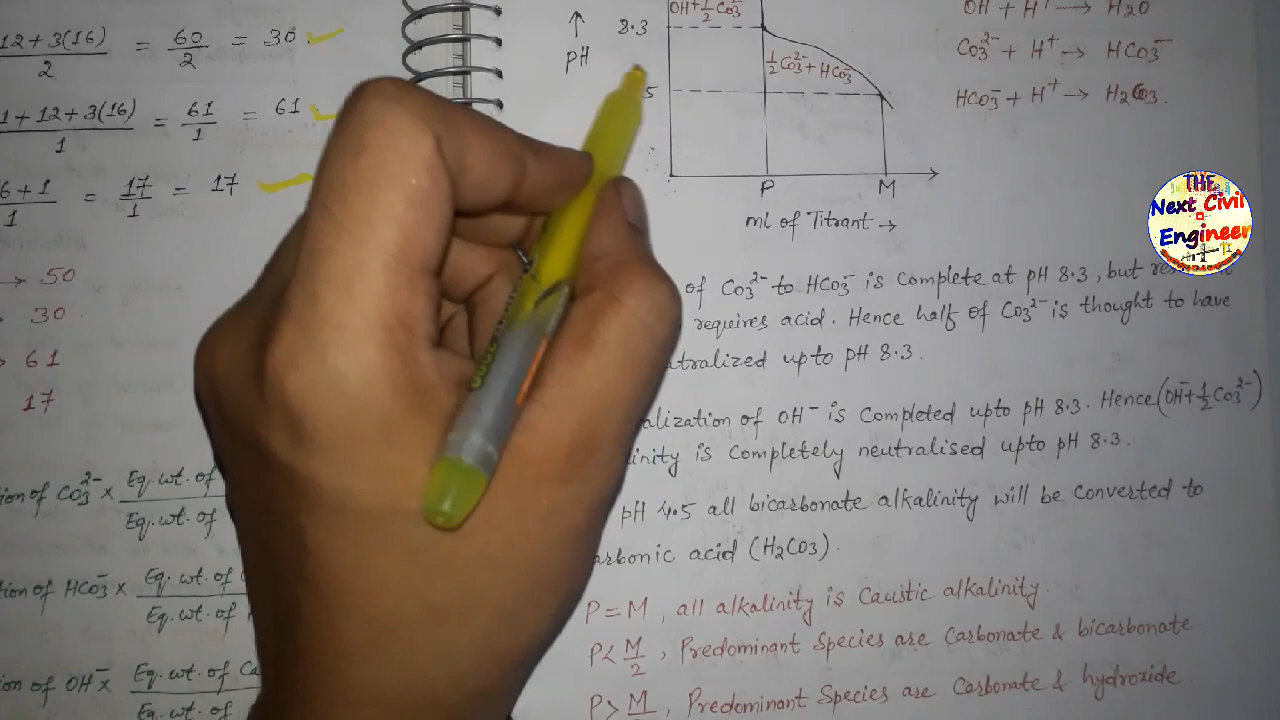 12+3(16)/2 = 60/2 = 30
1+12+3(16)/1 = 61/1 = 61
6+1/1 = 17/1 = 17
→ 50
30
61
17
ion of CO3²⁻ × Eq. wt. of / Eq. wt. of
tion of HCO3⁻ × Eq. wt. of / Eq. wt. of
ion of OH⁻ × Eq. wt. of Ca / Eq. wt. of
↑
pH
8.3
5
OH⁻+½CO3²⁻
½CO3²⁻+HCO3⁻
P
M
ml of Titrant →
OH⁻ + H⁺ → H2O
CO3²⁻ + H⁺ → HCO3⁻
HCO3⁻ + H⁺ → H2CO3.
THE
Next Civil
Engineer
of CO3²⁻ to HCO3⁻ is complete at pH 8.3, but
requires acid. Hence half of CO3²⁻ is thought to have
utralized upto pH 8.3.
alization of OH⁻ is completed upto pH 8.3. Hence (OH⁻+½CO3²⁻)
inity is completely neutralised upto pH 8.3.
pH 4.5 all bicarbonate alkalinity will be converted to
arbonic acid (H2CO3).
P = M, all alkalinity is Caustic alkalinity.
P < M/2, Predominant Species are Carbonate & bicarbonate
P > M/2, Predominant Species are Carbonate & hydroxide